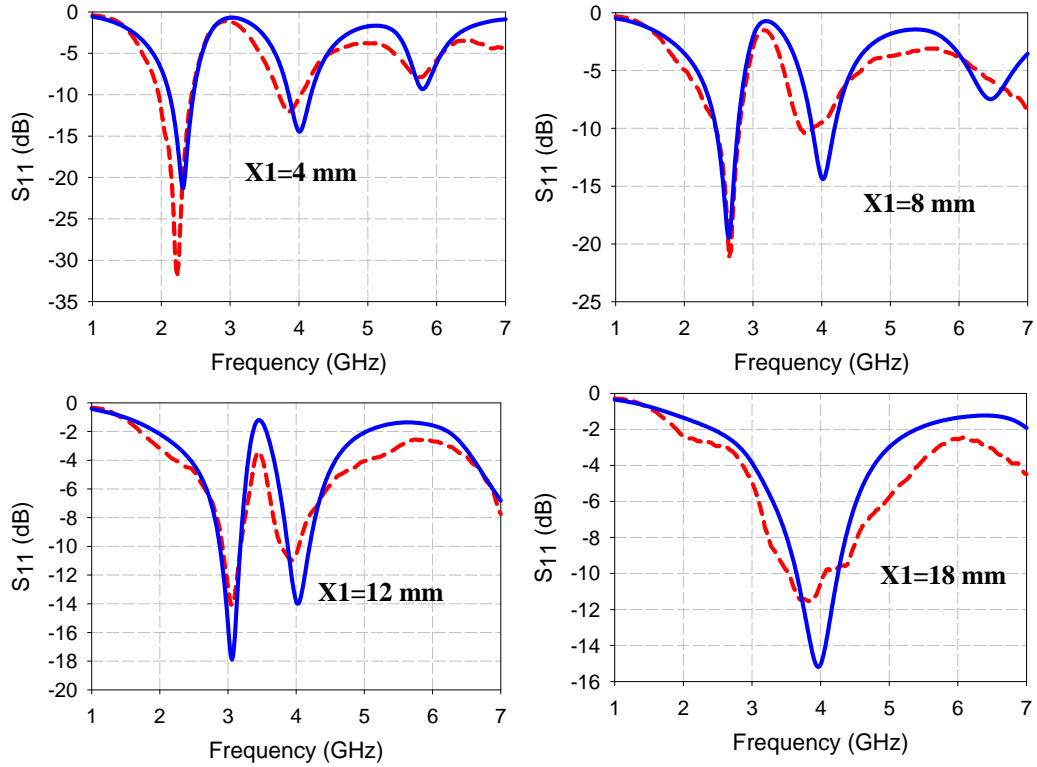 0
-5
-10
-15
-20
-25
-30
-35
S11 (dB)
X1=4 mm
1 2 3 4 5 6 7
Frequency (GHz)
0
-5
-10
-15
-20
-25
S11 (dB)
X1=8 mm
1 2 3 4 5 6 7
Frequency (GHz)
0
-2
-4
-6
-8
-10
-12
-14
-16
-18
-20
S11 (dB)
X1=12 mm
1 2 3 4 5 6 7
Frequency (GHz)
0
-2
-4
-6
-8
-10
-12
-14
-16
S11 (dB)
X1=18 mm
1 2 3 4 5 6 7
Frequency (GHz)